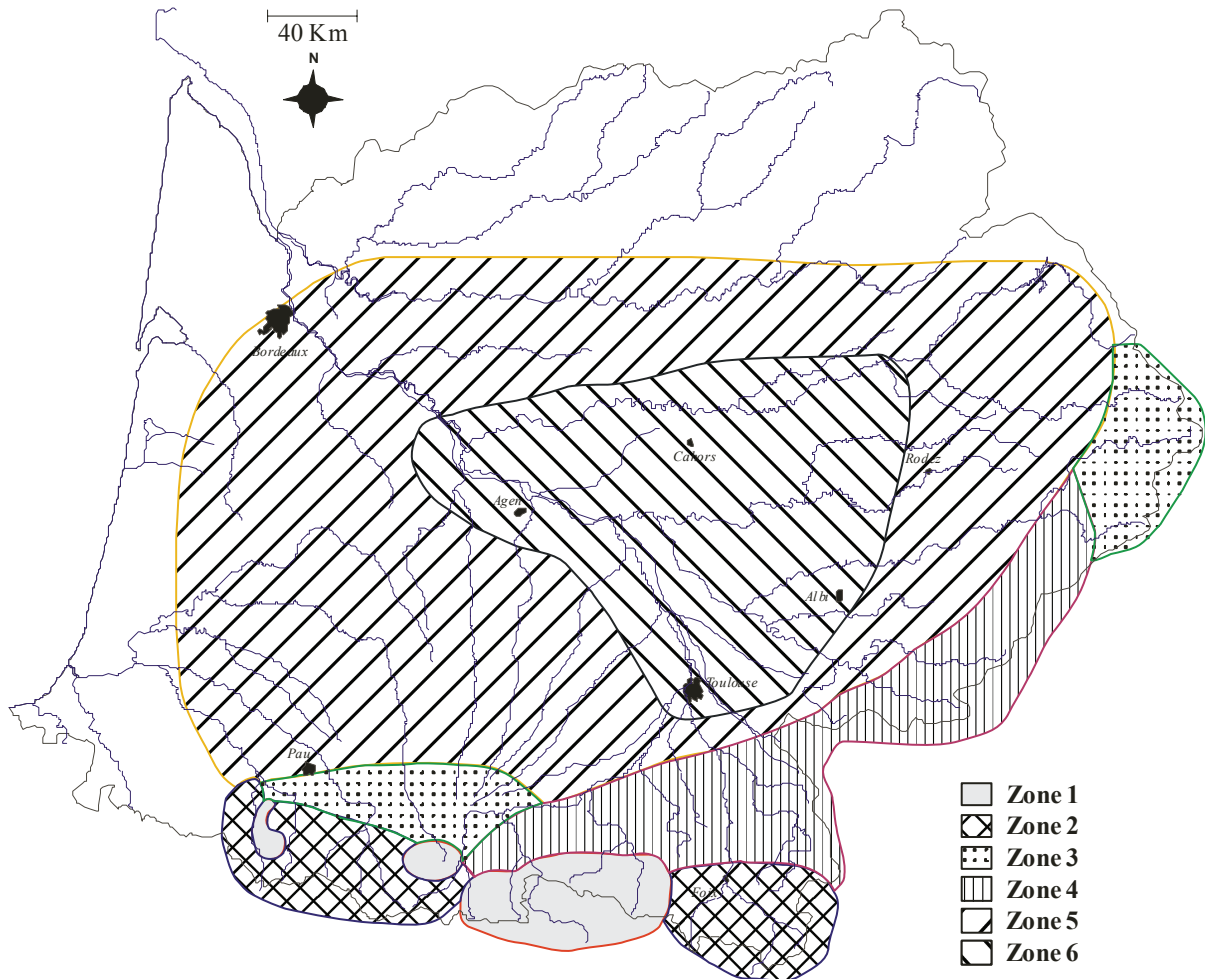 40 Km
N
Bordeaux
Cahors
Rodez
Agen
Albi
Toulouse
Pau
Foix
Zone 1
Zone 2
Zone 3
Zone 4
Zone 5
Zone 6